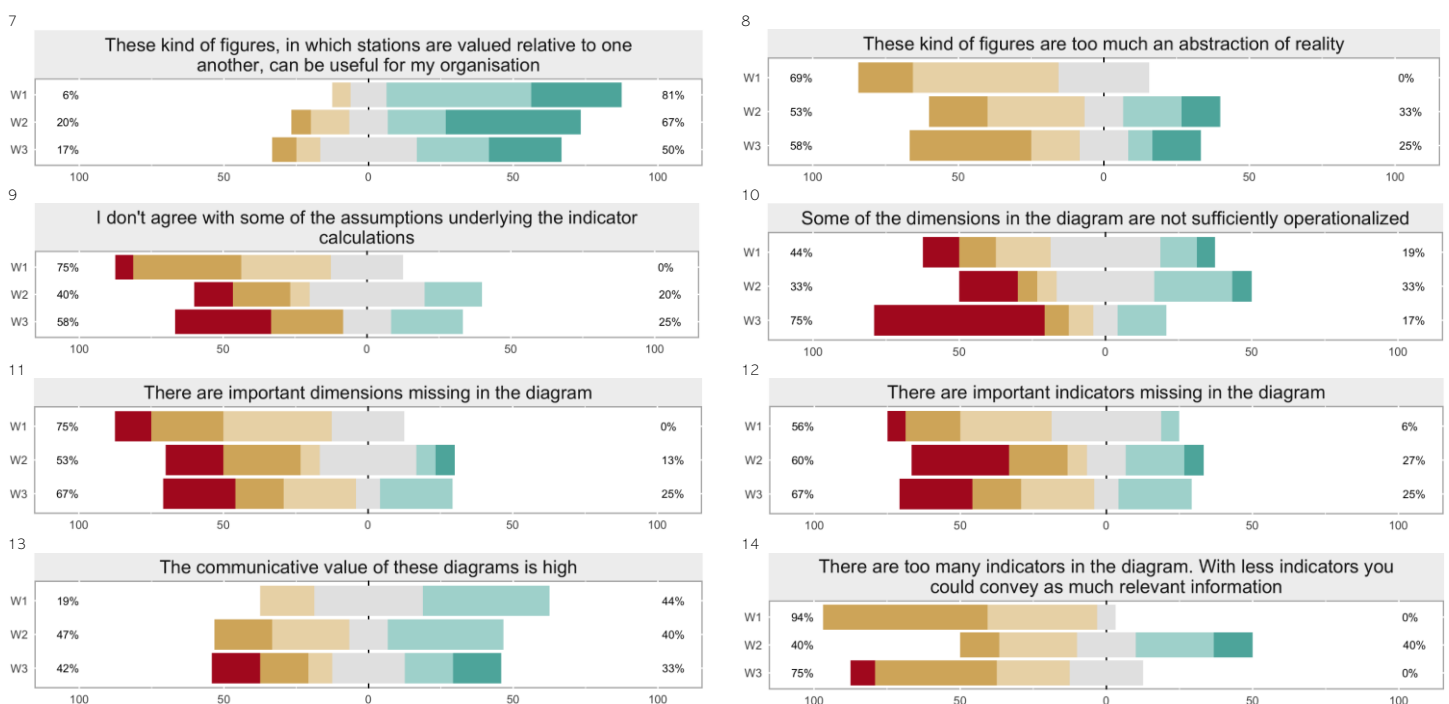 7
These kind of figures, in which stations are valued relative to one
another, can be useful for my organisation
W1 6% 81%
W2 20% 67%
W3 17% 50%
100 50 0 50 100
8
These kind of figures are too much an abstraction of reality
W1 69% 0%
W2 53% 33%
W3 58% 25%
100 50 0 50 100
9
I don't agree with some of the assumptions underlying the indicator
calculations
W1 75% 0%
W2 40% 20%
W3 58% 25%
100 50 0 50 100
10
Some of the dimensions in the diagram are not sufficiently operationalized
W1 44% 19%
W2 33% 33%
W3 75% 17%
100 50 0 50 100
11
There are important dimensions missing in the diagram
W1 75% 0%
W2 53% 13%
W3 67% 25%
100 50 0 50 100
12
There are important indicators missing in the diagram
W1 56% 6%
W2 60% 27%
W3 67% 25%
100 50 0 50 100
13
The communicative value of these diagrams is high
W1 19% 44%
W2 47% 40%
W3 42% 33%
100 50 0 50 100
14
There are too many indicators in the diagram. With less indicators you
could convey as much relevant information
W1 94% 0%
W2 40% 40%
W3 75% 0%
100 50 0 50 100